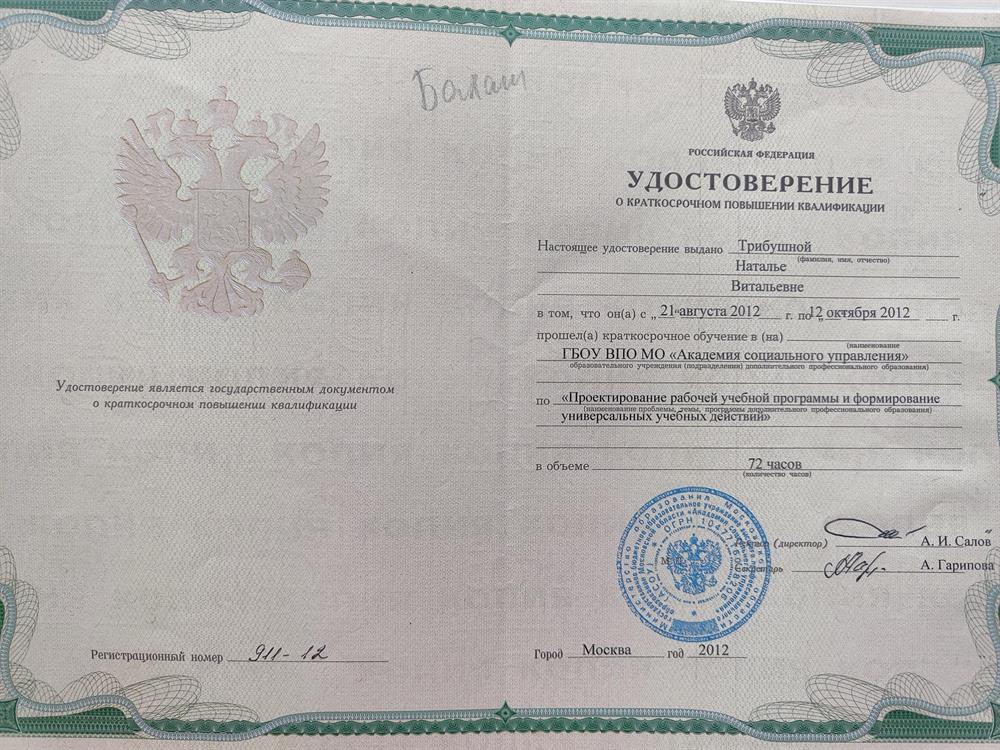 Балаш
Удостоверение является государственным документом
о краткосрочном повышении квалификации
Регистрационный номер 911-12
РОССИЙСКАЯ ФЕДЕРАЦИЯ
УДОСТОВЕРЕНИЕ
О КРАТКОСРОЧНОМ ПОВЫШЕНИИ КВАЛИФИКАЦИИ
Настоящее удостоверение выдано Трибушной
(фамилия, имя, отчество)
Наталье
Витальевне
в том, что он(а) с „ 21 “ августа 2012 г. по „ 12 октября 2012 г.
прошел(а) краткосрочное обучение в (на)
(наименование
ГБОУ ВПО МО «Академия социального управления»
образовательного учреждения (подразделения) дополнительного профессионального образования)
по «Проектирование рабочей учебной программы и формирование
(наименование проблемы, темы, программы дополнительного профессионального образования)
универсальных учебных действий»
в объеме 72 часов
(количество часов)
(директор) А. И. Салов
Секретарь А. Гарипова
Город Москва год 2012